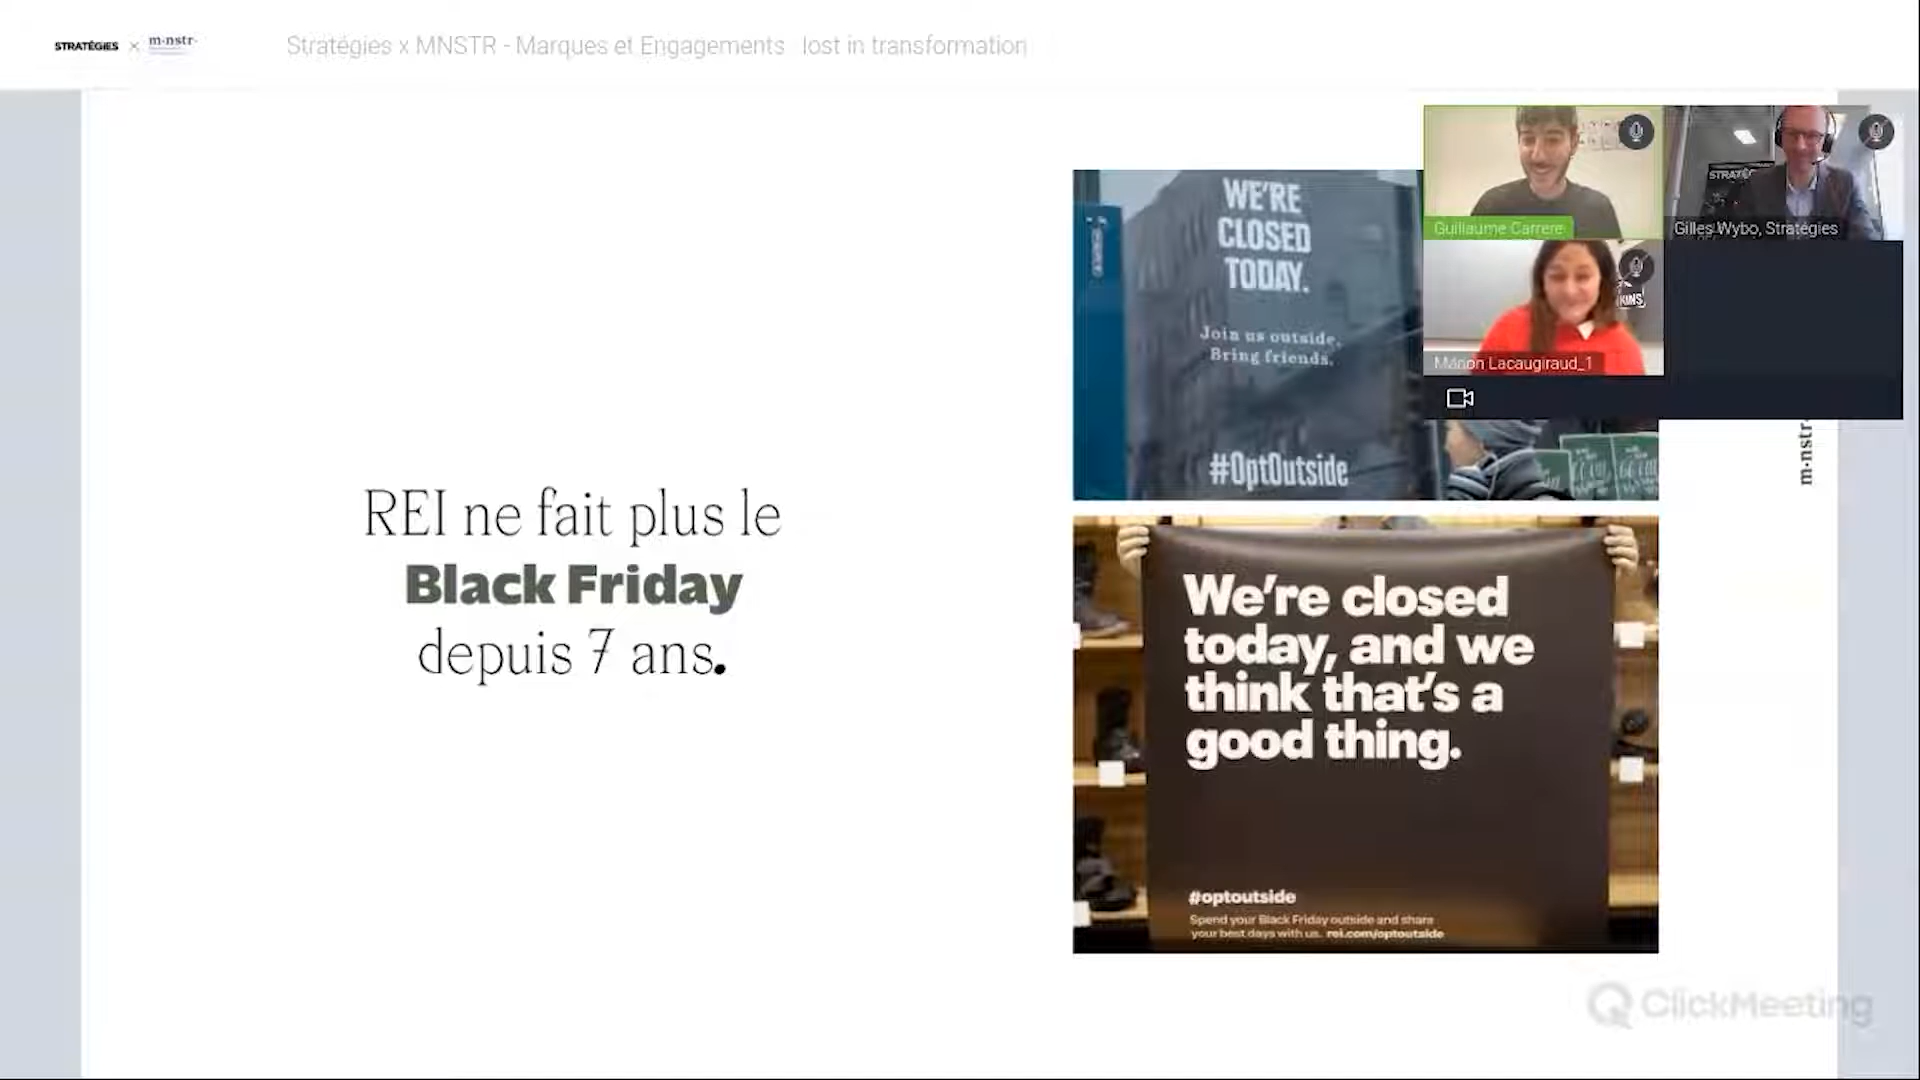 STRATÉGIES × m·nstr·
Stratégies x MNSTR - Marques et Engagements lost in transformation
Guillaume Carrere
Gilles Wybo, Stratégies
Marion Lacaugiraud_1
WE'RE
CLOSED
TODAY.
Join us outside.
Bring friends.
#OptOutside
m·nstr·
REI ne fait plus le
Black Friday
depuis 7 ans.
We're closed
today, and we
think that's a
good thing.
#optoutside
Spend your Black Friday outside and share
your best days with us. rei.com/optoutside
ClickMeeting